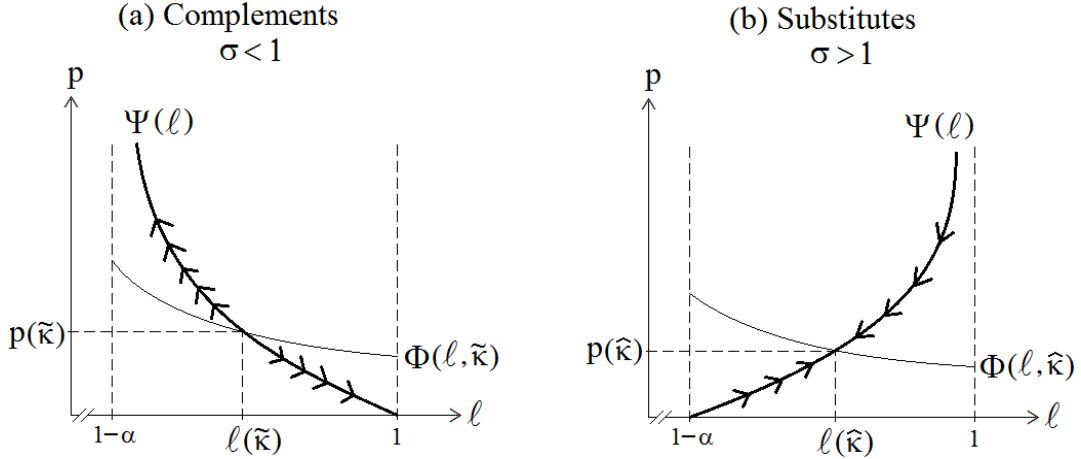 (a) Complements
σ < 1
p
Ψ(ℓ)
p(κ̃)
Φ(ℓ,κ̃)
1-α
ℓ(κ̃)
1
ℓ
(b) Substitutes
σ > 1
p
Ψ(ℓ)
p(κ̂)
Φ(ℓ,κ̂)
1-α
ℓ(κ̂)
1
ℓ